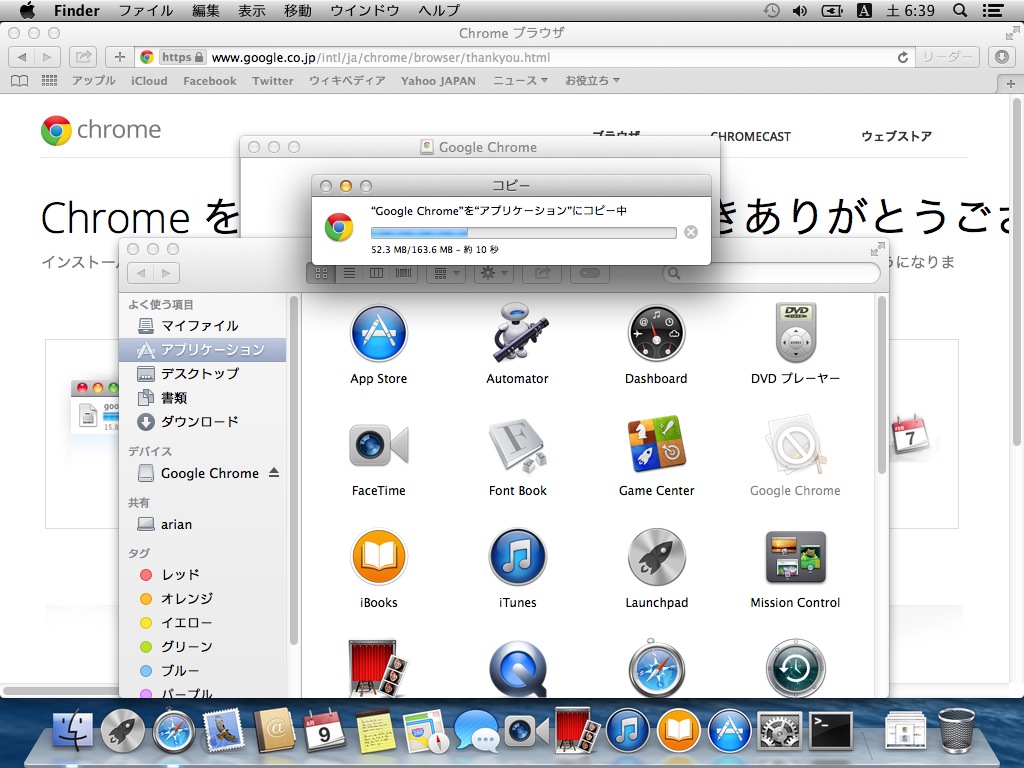 Finder ファイル 編集 表示 移動 ウインドウ ヘルプ
A 土 6:39
Chrome ブラウザ
https www.google.co.jp/intl/ja/chrome/browser/thankyou.html
リーダー
アップル iCloud Facebook Twitter ウィキペディア Yahoo JAPAN ニュース お役立ち
chrome
ブラウザ CHROMECAST ウェブストア
Google Chrome
コピー
“Google Chrome”を“アプリケーション”にコピー中
52.3 MB/163.6 MB – 約 10 秒
Chrome を
きありがとうござ
インストール
うになりま
よく使う項目
マイファイル
アプリケーション
デスクトップ
書類
ダウンロード
デバイス
Google Chrome
共有
arian
タグ
レッド
オレンジ
イエロー
グリーン
ブルー
パープル
App Store Automator Dashboard DVD プレーヤー
FaceTime Font Book Game Center Google Chrome
iBooks iTunes Launchpad Mission Control
DVD
goo
15.8
FEB
7
9